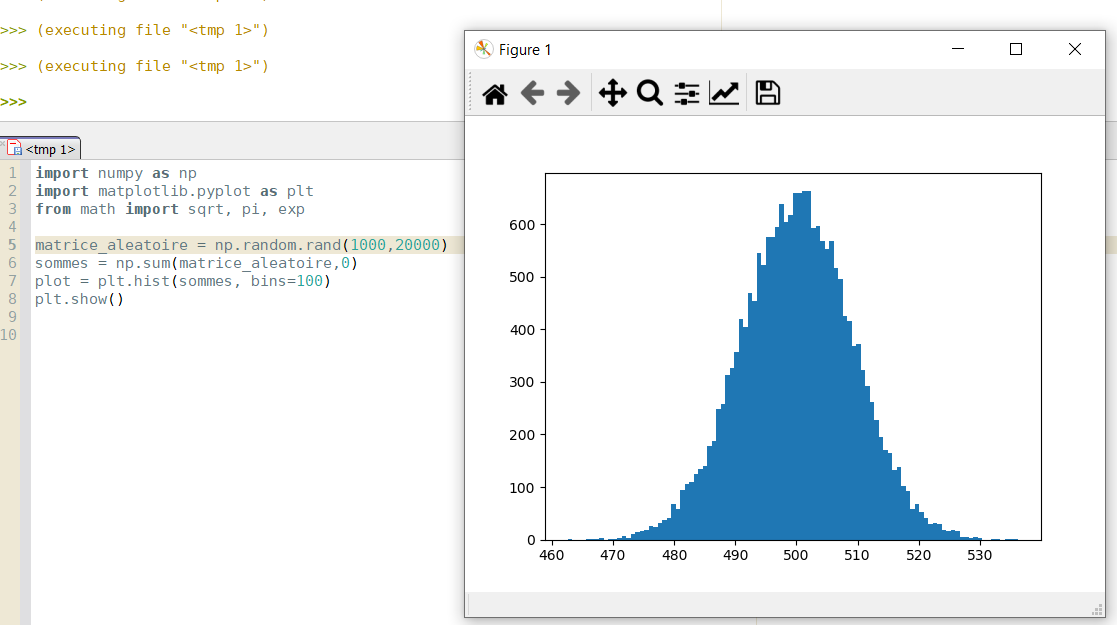 >>> (executing file "<tmp 1>")
>>> (executing file "<tmp 1>")
>>>
<tmp 1>
1 import numpy as np
2 import matplotlib.pyplot as plt
3 from math import sqrt, pi, exp
4
5 matrice_aleatoire = np.random.rand(1000,20000)
6 sommes = np.sum(matrice_aleatoire,0)
7 plot = plt.hist(sommes, bins=100)
8 plt.show()
9
10
Figure 1
600
500
400
300
200
100
0
460 470 480 490 500 510 520 530